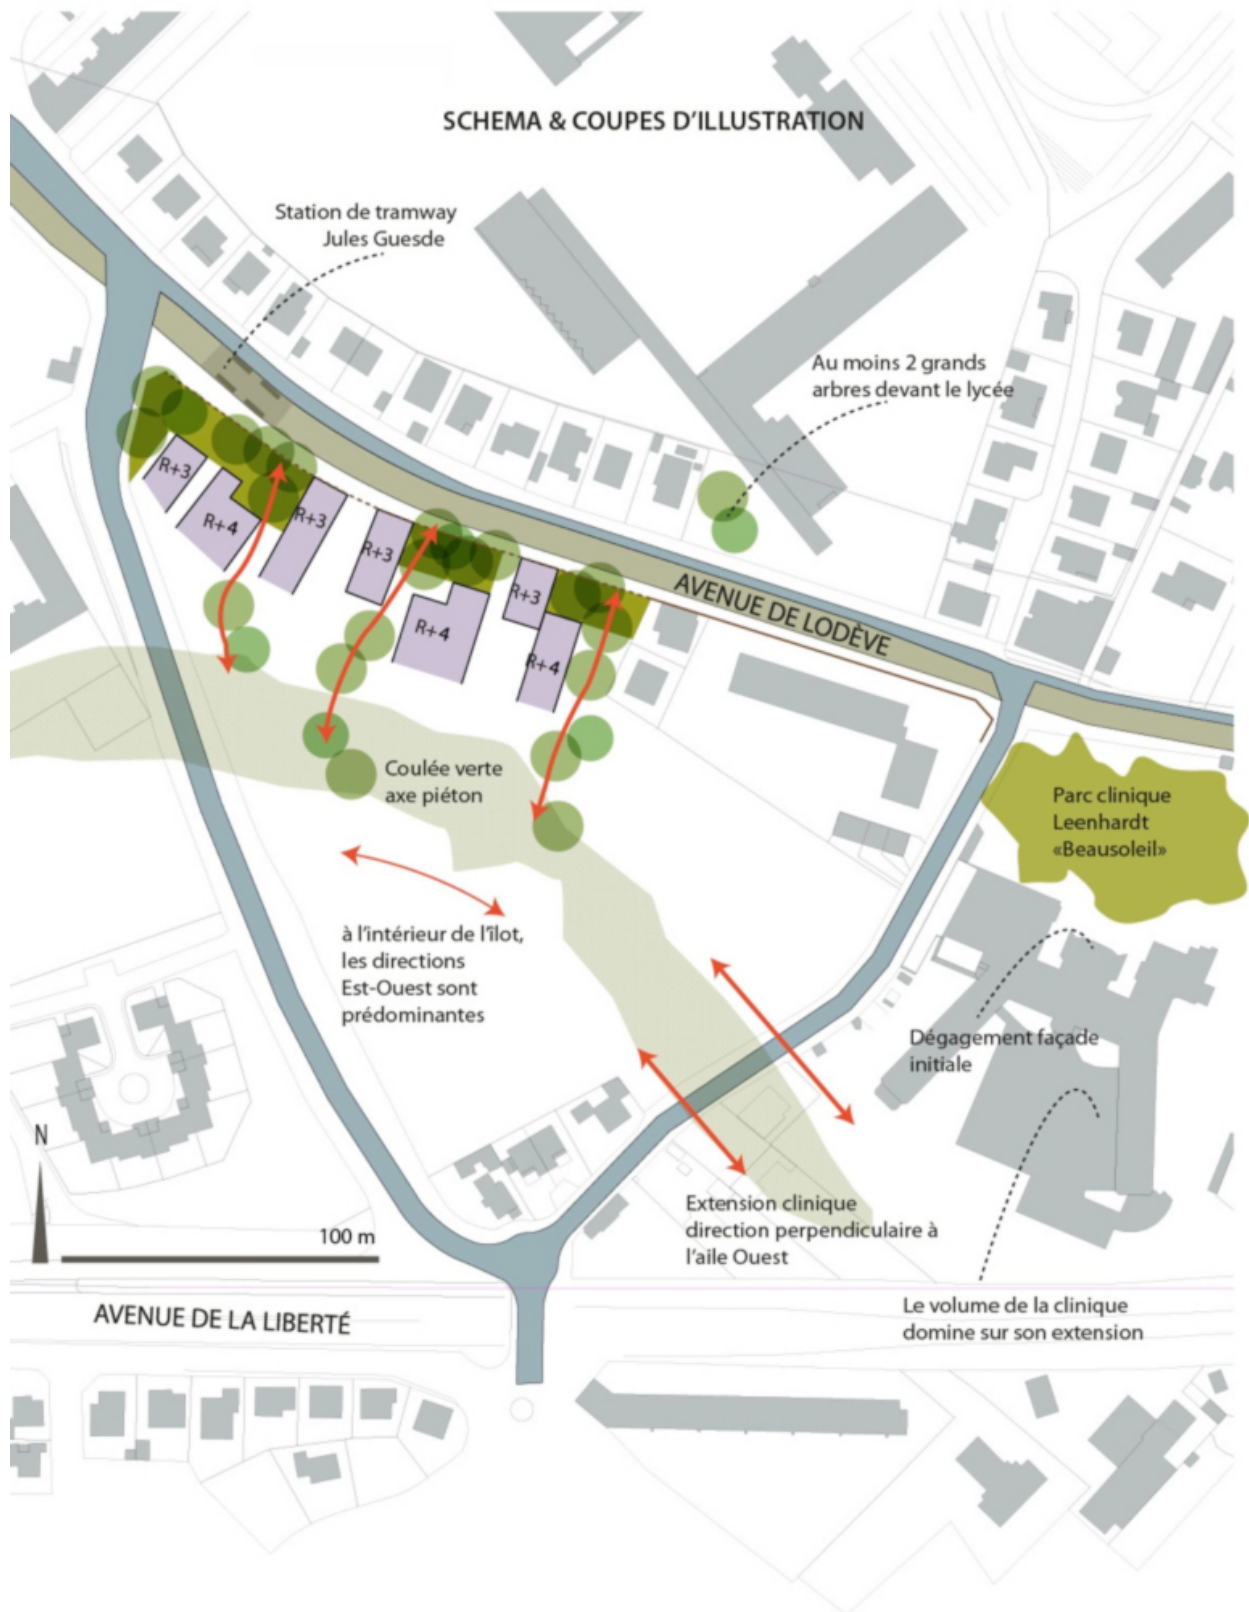 SCHEMA & COUPES D'ILLUSTRATION
Station de tramway
Jules Guesde
Au moins 2 grands
arbres devant le lycée
R+3
R+4
R+3
R+3
R+4
R+3
R+4
AVENUE DE LODÈVE
Coulée verte
axe piéton
Parc clinique
Leenhardt
«Beausoleil»
à l'intérieur de l'îlot,
les directions
Est-Ouest sont
prédominantes
Dégagement façade
initiale
N
100 m
Extension clinique
direction perpendiculaire à
l'aile Ouest
AVENUE DE LA LIBERTÉ
Le volume de la clinique
domine sur son extension